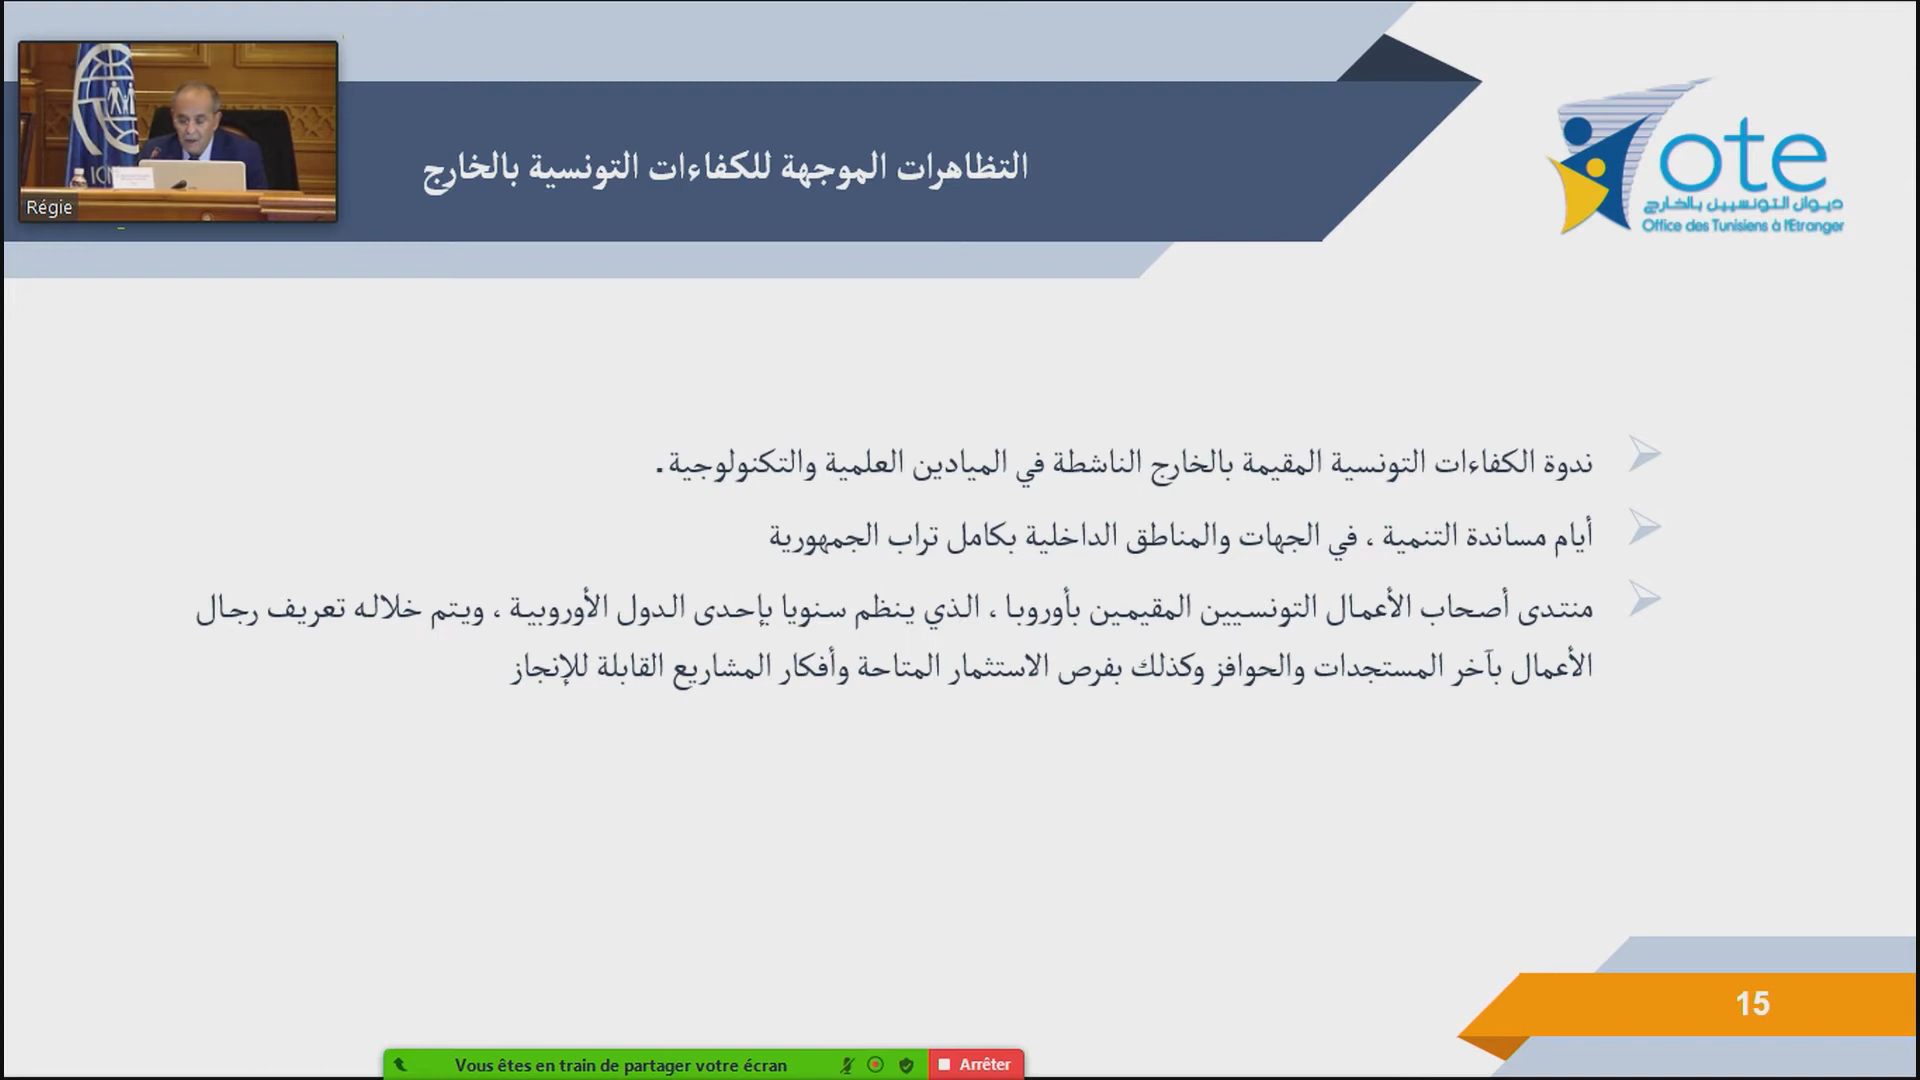 التظاهرات الموجهة للكفاءات التونسية بالخارج
ote
ديوان التونسيين بالخارج
Office des Tunisiens à l'Etranger
Régie
ندوة الكفاءات التونسية المقيمة بالخارج الناشطة في الميادين العلمية والتكنولوجية.
أيام مساندة التنمية ، في الجهات والمناطق الداخلية بكامل تراب الجمهورية
منتدى أصحاب الأعمال التونسيين المقيمين بأوروبا ، الذي ينظم سنويا بإحدى الدول الأوروبية ، ويتم خلاله تعريف رجال
الأعمال بآخر المستجدات والحوافز وكذلك بفرص الاستثمار المتاحة وأفكار المشاريع القابلة للإنجاز
15
Vous êtes en train de partager votre écran
Arrêter